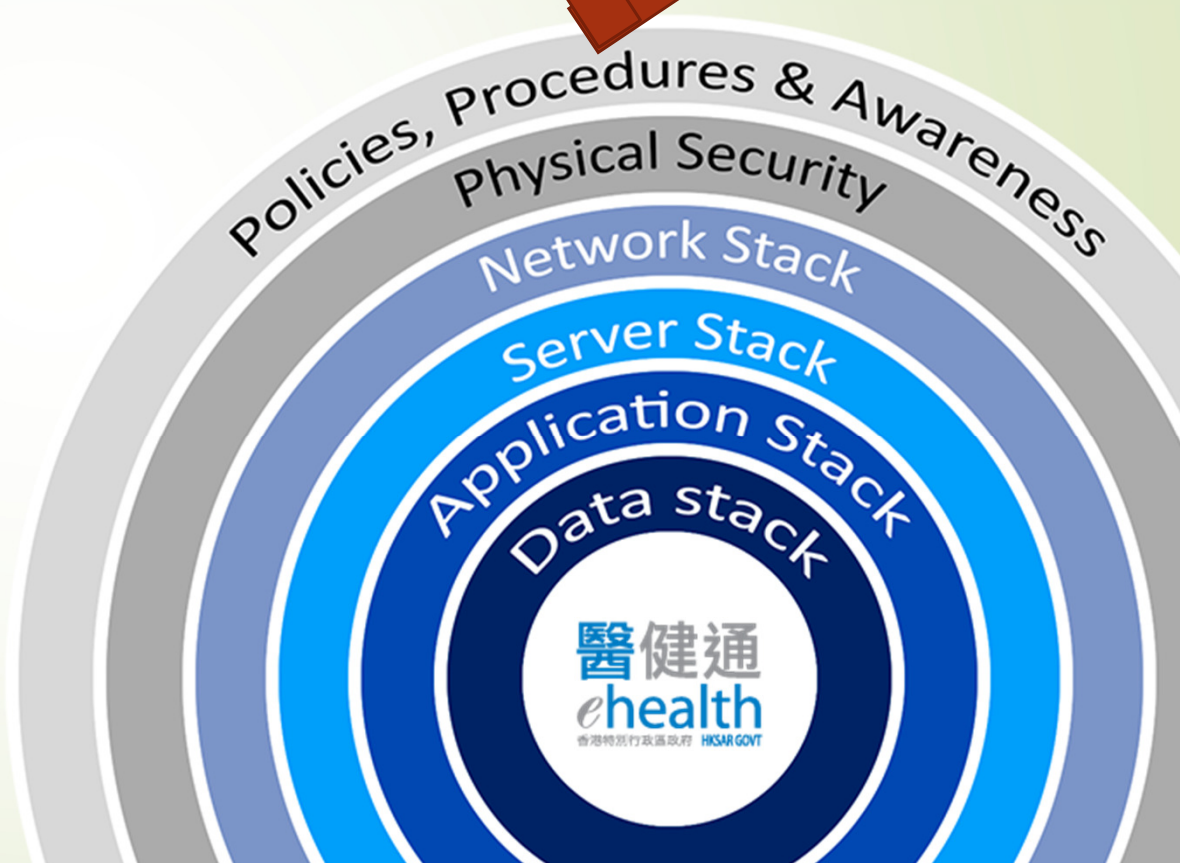 Policies, Procedures & Awareness
Physical Security
Network Stack
Server Stack
Application Stack
Data stack
醫健通
ehealth
香港特別行政區政府 HKSAR GOVT